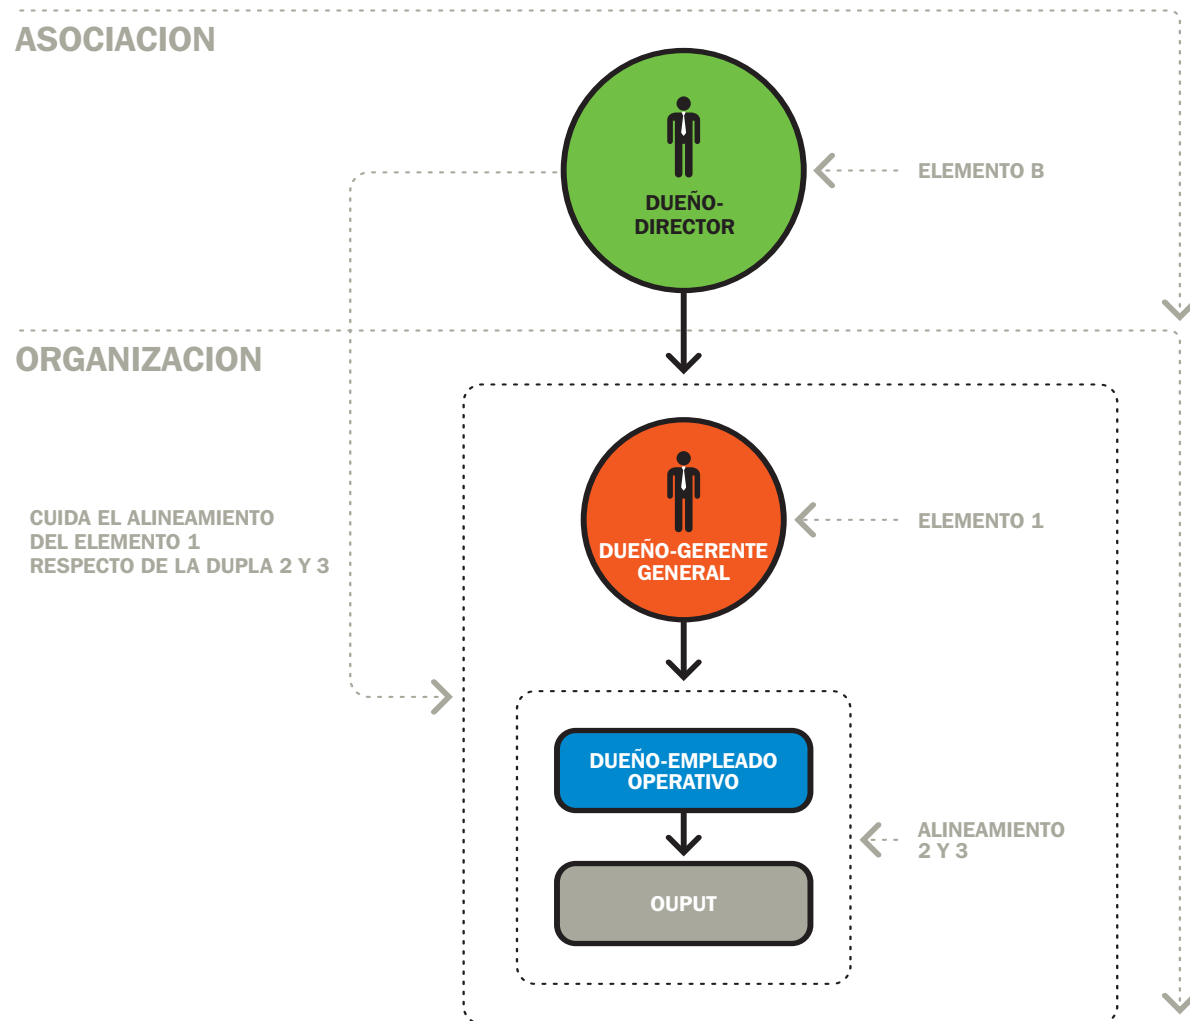 ASOCIACION
DUEÑO-
DIRECTOR
ELEMENTO B
ORGANIZACION
CUIDA EL ALINEAMIENTO
DEL ELEMENTO 1
RESPECTO DE LA DUPLA 2 Y 3
DUEÑO-GERENTE
GENERAL
ELEMENTO 1
DUEÑO-EMPLEADO
OPERATIVO
ALINEAMIENTO
2 Y 3
OUPUT